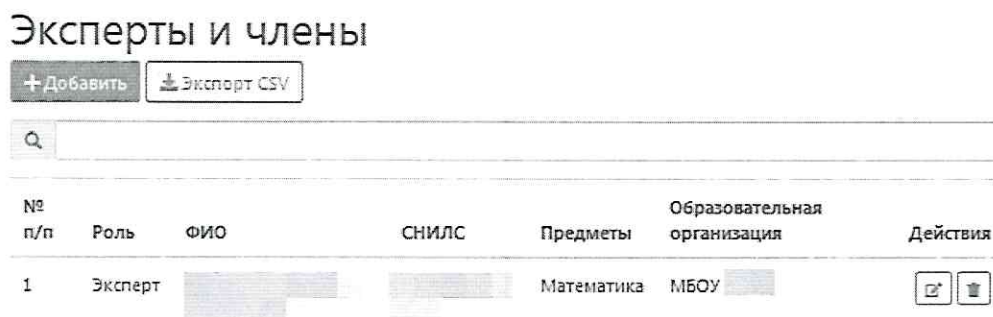 Эксперты и члены
+ Добавить Экспорт CSV
№ п/п Роль ФИО СНИЛС Предметы Образовательная организация Действия
1 Эксперт Математика МБОУ